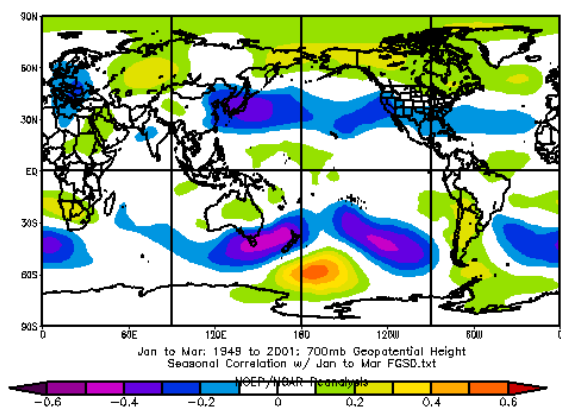 90N
60N
30N
EQ
30S
60S
90S
0 60E 120E 180 120W 60W 0
Jan to Mar: 1948 to 2001: 700mb Geopotential Height
Seasonal Correlation w/ Jan to Mar FGSD.txt
NCEP/NCAR Reanalysis
-0.6 -0.4 -0.2 0 0.2 0.4 0.6